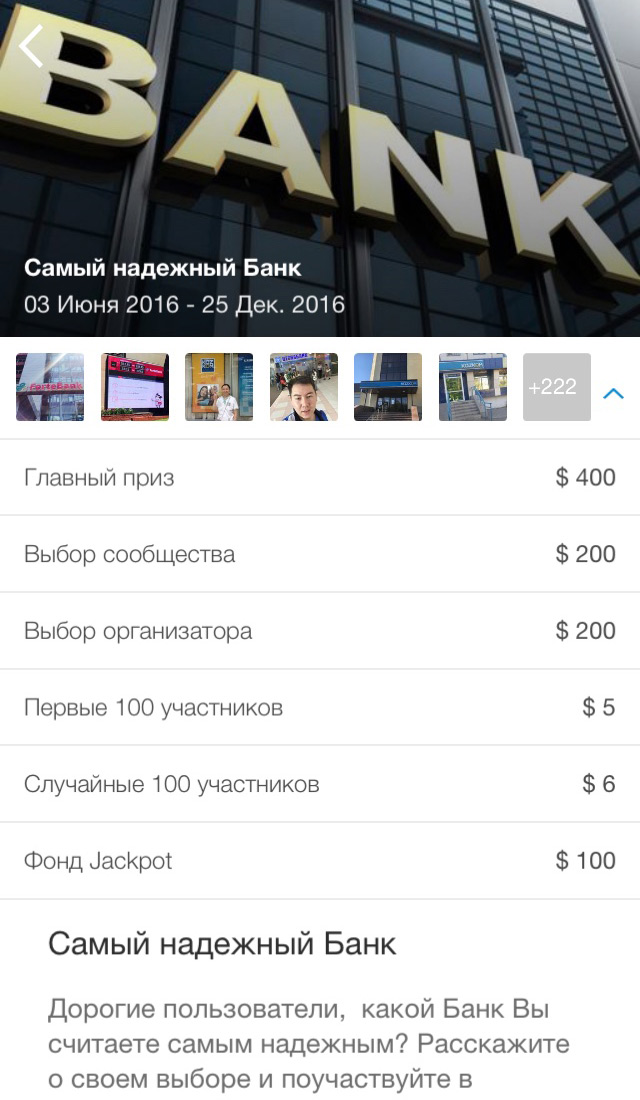 BANK
Самый надежный Банк
03 Июня 2016 - 25 Дек. 2016
ForteBank
+222
Главный приз
$ 400
Выбор сообщества
$ 200
Выбор организатора
$ 200
Первые 100 участников
$ 5
Случайные 100 участников
$ 6
Фонд Jackpot
$ 100
Самый надежный Банк
Дорогие пользователи,  какой Банк Вы
считаете самым надежным? Расскажите
о своем выборе и поучаствуйте в